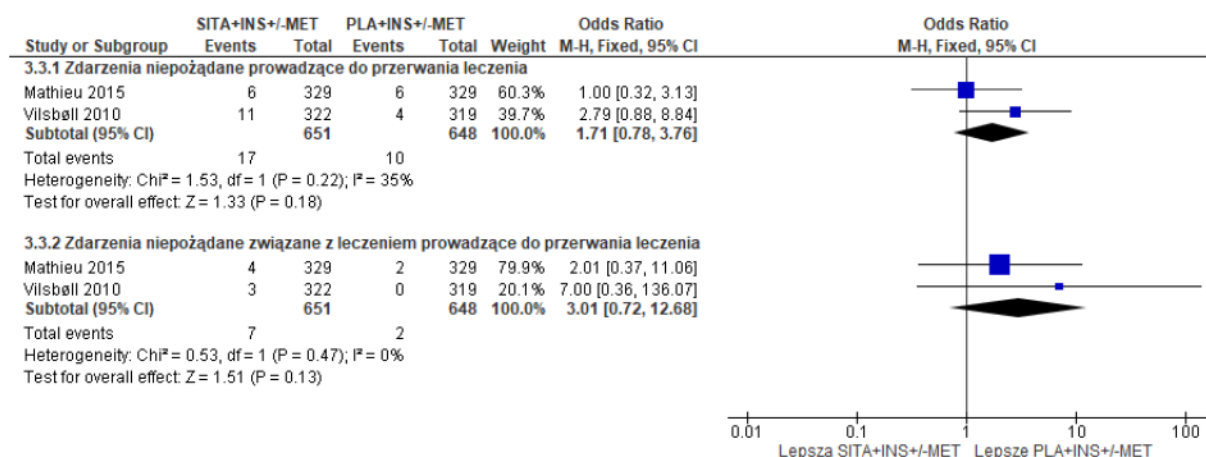 SITA+INS+/-MET PLA+INS+/-MET Odds Ratio Odds Ratio
Study or Subgroup Events Total Events Total Weight M-H, Fixed, 95% CI M-H, Fixed, 95% CI
3.3.1 Zdarzenia niepożądane prowadzące do przerwania leczenia
Mathieu 2015 6 329 6 329 60.3% 1.00 [0.32, 3.13]
Vilsbøll 2010 11 322 4 319 39.7% 2.79 [0.88, 8.84]
Subtotal (95% CI) 651 648 100.0% 1.71 [0.78, 3.76]
Total events 17 10
Heterogeneity: Chi² = 1.53, df = 1 (P = 0.22); I² = 35%
Test for overall effect: Z = 1.33 (P = 0.18)
3.3.2 Zdarzenia niepożądane związane z leczeniem prowadzące do przerwania leczenia
Mathieu 2015 4 329 2 329 79.9% 2.01 [0.37, 11.06]
Vilsbøll 2010 3 322 0 319 20.1% 7.00 [0.36, 136.07]
Subtotal (95% CI) 651 648 100.0% 3.01 [0.72, 12.68]
Total events 7 2
Heterogeneity: Chi² = 0.53, df = 1 (P = 0.47); I² = 0%
Test for overall effect: Z = 1.51 (P = 0.13)
0.01 0.1 1 10 100
Lepsza SITA+INS+/-MET Lepsze PLA+INS+/-MET